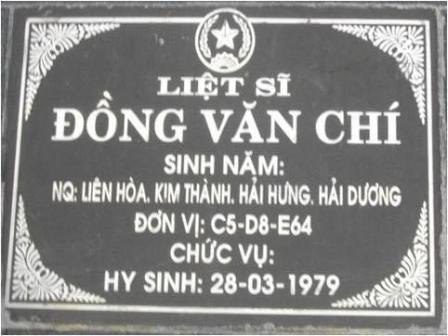 LIỆT SĨ
ĐỒNG VĂN CHÍ
SINH NĂM:
NQ: LIÊN HÒA. KIM THÀNH. HẢI HƯNG. HẢI DƯƠNG
ĐƠN VỊ: C5-D8-E64
CHỨC VỤ:
HY SINH: 28-03-1979